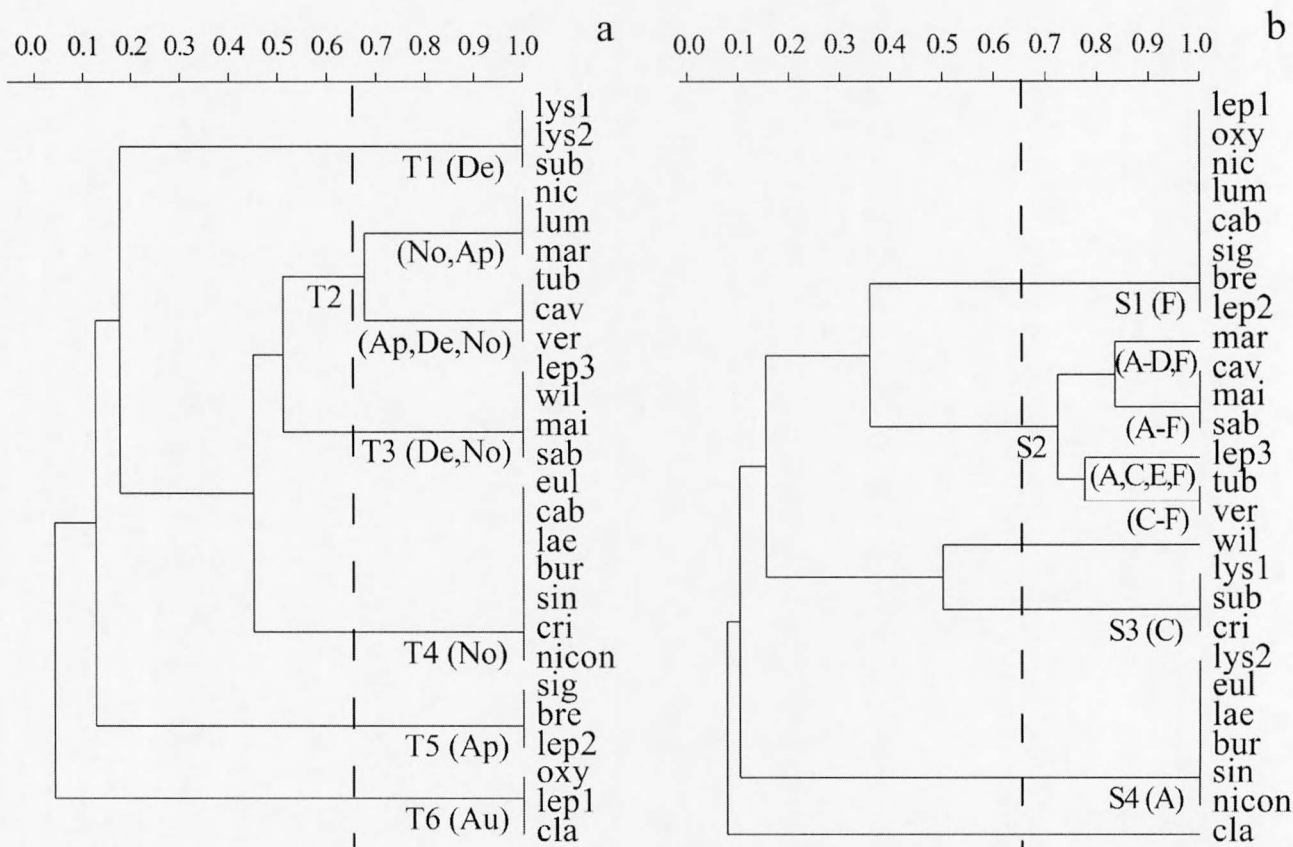 a
0.0 0.1 0.2 0.3 0.4 0.5 0.6 0.7 0.8 0.9 1.0
lys1
lys2
sub
T1 (De)
nic
lum
mar
(No,Ap)
tub
T2
cav
ver
(Ap,De,No)
lep3
wil
mai
sab
T3 (De,No)
eul
cab
lae
bur
sin
cri
nicon
T4 (No)
sig
bre
lep2
T5 (Ap)
oxy
lep1
cla
T6 (Au)
b
0.0 0.1 0.2 0.3 0.4 0.5 0.6 0.7 0.8 0.9 1.0
lep1
oxy
nic
lum
cab
sig
bre
lep2
S1 (F)
mar
(A-D,F)
cav
mai
sab
(A-F)
S2
lep3
(A,C,E,F)
tub
ver
(C-F)
wil
lys1
sub
cri
S3 (C)
lys2
eul
lae
bur
sin
nicon
S4 (A)
cla